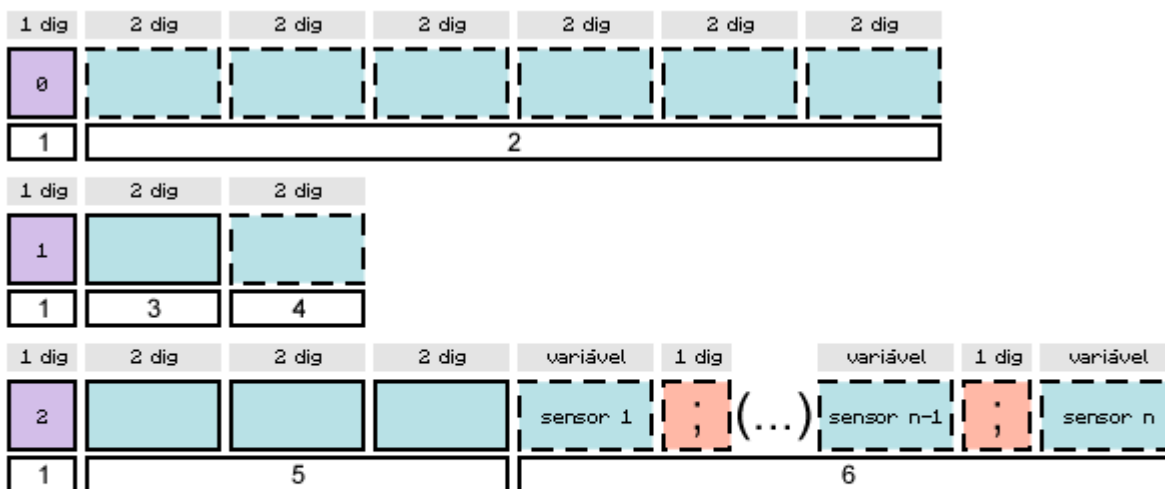 1 dig 2 dig 2 dig 2 dig 2 dig 2 dig 2 dig
0
1 2
1 dig 2 dig 2 dig
1
1 3 4
1 dig 2 dig 2 dig 2 dig variável 1 dig variável 1 dig variável
2 sensor 1 ; (...) sensor n-1 ; sensor n
1 5 6